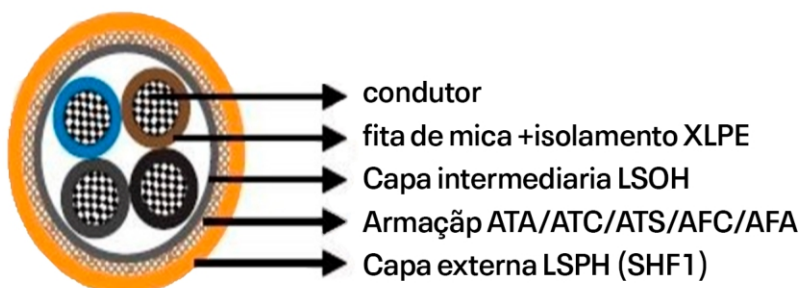 condutor
fita de mica +isolamento XLPE
Capa intermediaria LSOH
Armaçãp ATA/ATC/ATS/AFC/AFA
Capa externa LSPH (SHF1)